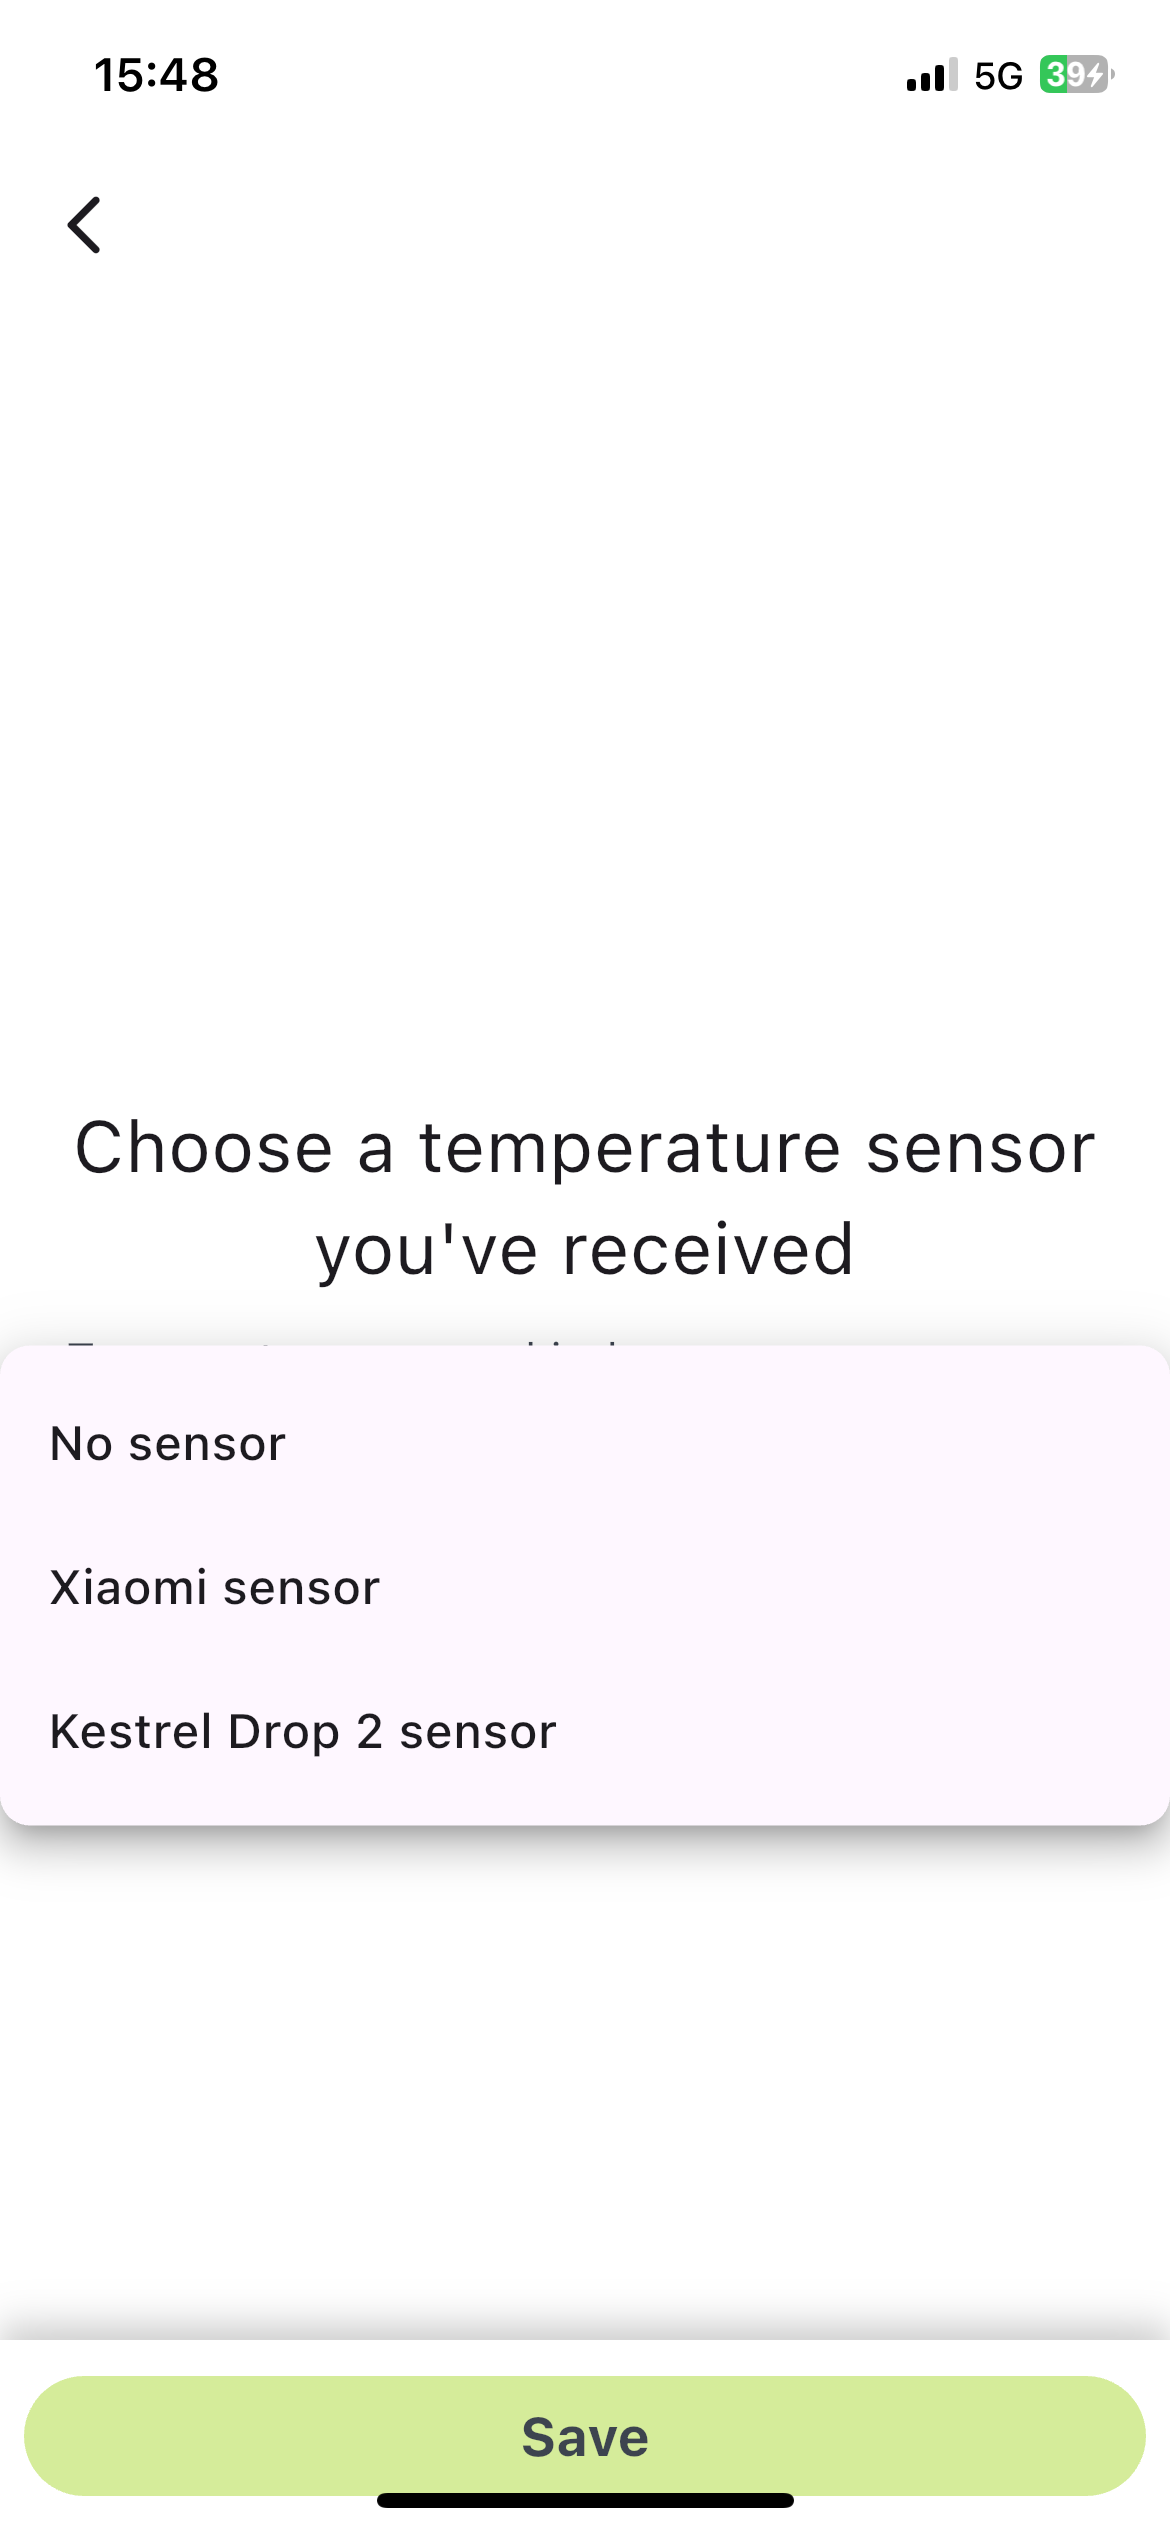 15:48
5G 39
Choose a temperature sensor
you've received
No sensor
Xiaomi sensor
Kestrel Drop 2 sensor
Save